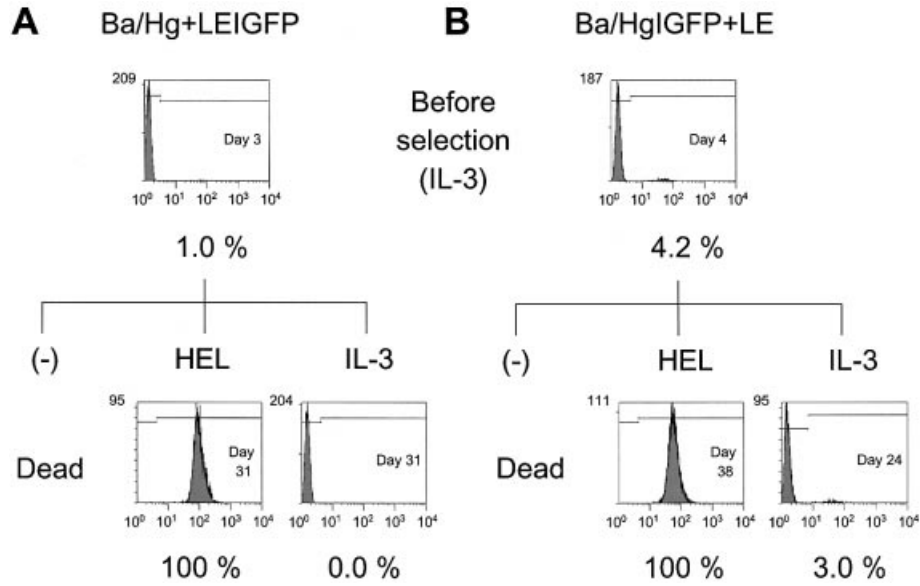 A Ba/Hg+LEIGFP
B Ba/HgIGFP+LE
209
Day 3
10⁰ 10¹ 10² 10³ 10⁴
1.0 %
Before
selection
(IL-3)
187
Day 4
10⁰ 10¹ 10² 10³ 10⁴
4.2 %
(-) HEL IL-3
(-) HEL IL-3
Dead
95
Day
31
10⁰ 10¹ 10² 10³ 10⁴
100 %
204
Day 31
10⁰ 10¹ 10² 10³ 10⁴
0.0 %
Dead
111
Day
38
10⁰ 10¹ 10² 10³ 10⁴
100 %
95
Day 24
10⁰ 10¹ 10² 10³ 10⁴
3.0 %